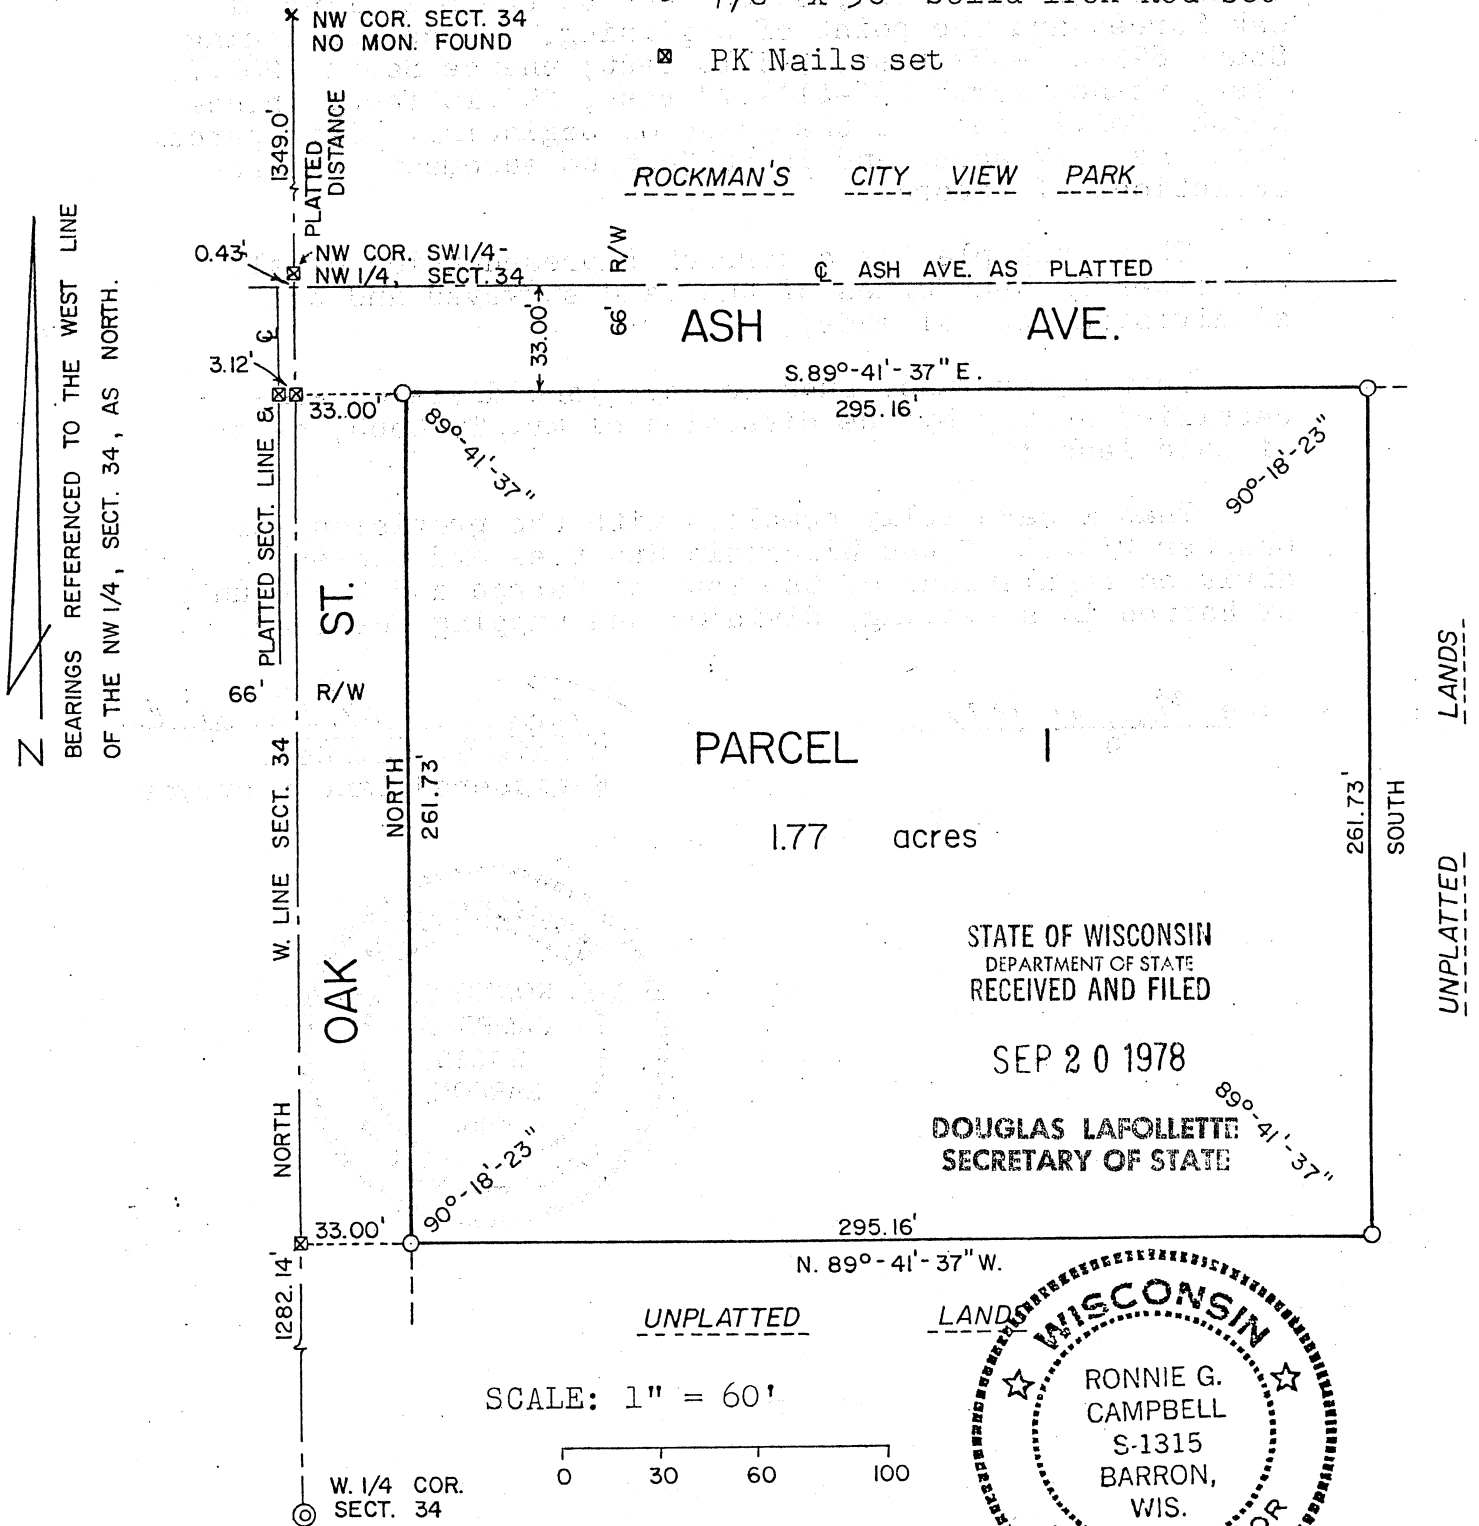 NW COR. SECT. 34
NO MON. FOUND
Solid Iron Rod Set
PK Nails set
1349.0'
PLATTED
DISTANCE
ROCKMAN'S CITY VIEW PARK
0.43'
NW COR. SW1/4-
NW 1/4, SECT. 34
66' R/W
℄ ASH AVE. AS PLATTED
33.00'
ASH AVE.
3.12'
S. 89°-41'-37" E.
33.00'
295.16'
89°-41'-37"
90°-18'-23"
BEARINGS REFERENCED TO THE WEST LINE
OF THE NW 1/4, SECT. 34, AS NORTH.
N
PLATTED SECT. LINE & ℄
OAK ST.
66' R/W
W. LINE SECT. 34
NORTH
NORTH
261.73'
PARCEL 1
1.77 acres
261.73'
SOUTH
UNPLATTED LANDS
STATE OF WISCONSIN
DEPARTMENT OF STATE
RECEIVED AND FILED
SEP 20 1978
DOUGLAS LAFOLLETTE
SECRETARY OF STATE
90°-18'-23"
89°-41'-37"
33.00'
295.16'
N. 89°-41'-37" W.
1282.14'
UNPLATTED LANDS
SCALE: 1" = 60'
0 30 60 100
W. 1/4 COR.
SECT. 34
WISCONSIN
RONNIE G.
CAMPBELL
S-1315
BARRON,
WIS.